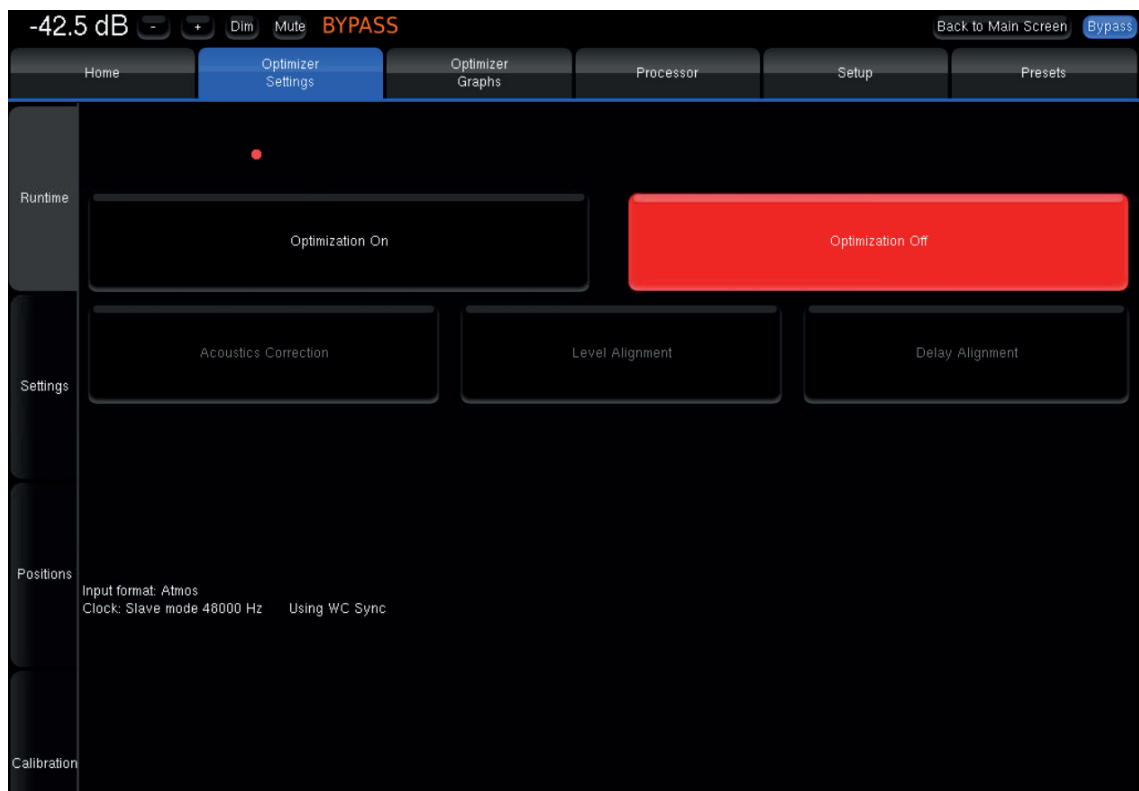 -42.5 dB - + Dim Mute BYPASS Back to Main Screen Bypass
Home
Optimizer
Settings
Optimizer
Graphs
Processor
Setup
Presets
Runtime
Optimization On
Optimization Off
Acoustics Correction
Level Alignment
Delay Alignment
Settings
Positions
Input format: Atmos
Clock: Slave mode 48000 Hz Using WC Sync
Calibration